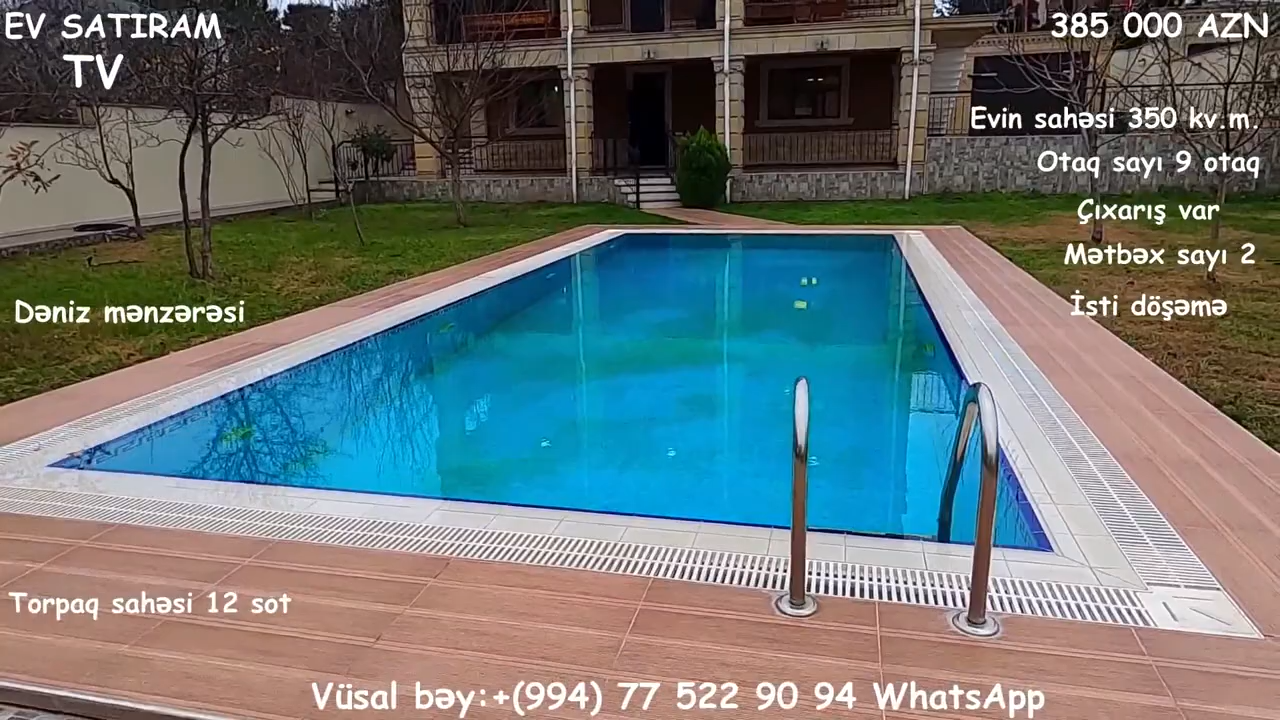 EV SATIRAM
TV
385 000 AZN
Evin sahəsi 350 kv.m.
Otaq sayı 9 otaq
Çıxarış var
Mətbəx sayı 2
İsti döşəmə
Dəniz mənzərəsi
Torpaq sahəsi 12 sot
Vüsal bəy:+(994) 77 522 90 94 WhatsApp